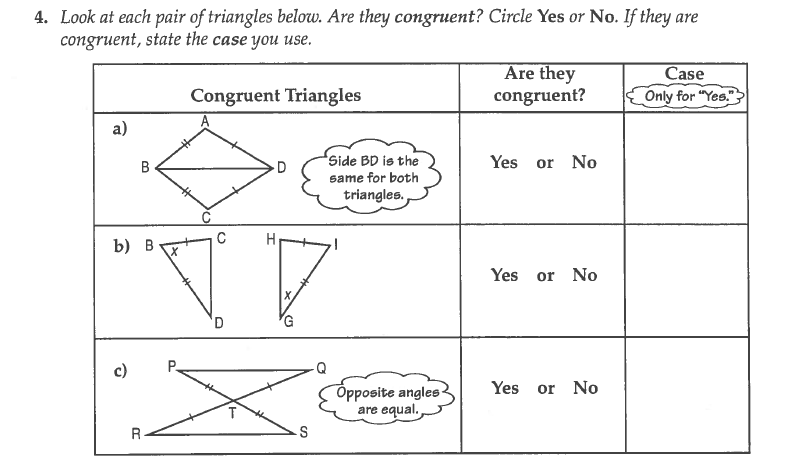 4. Look at each pair of triangles below. Are they congruent? Circle Yes or No. If they are
congruent, state the case you use.
Congruent Triangles
Are they
congruent?
Case
Only for "Yes."
a)
A
B
D
C
Side BD is the
same for both
triangles.
Yes or No
b)
B
C
x
D
H
I
x
G
Yes or No
c)
P
Q
T
R
S
Opposite angles
are equal.
Yes or No